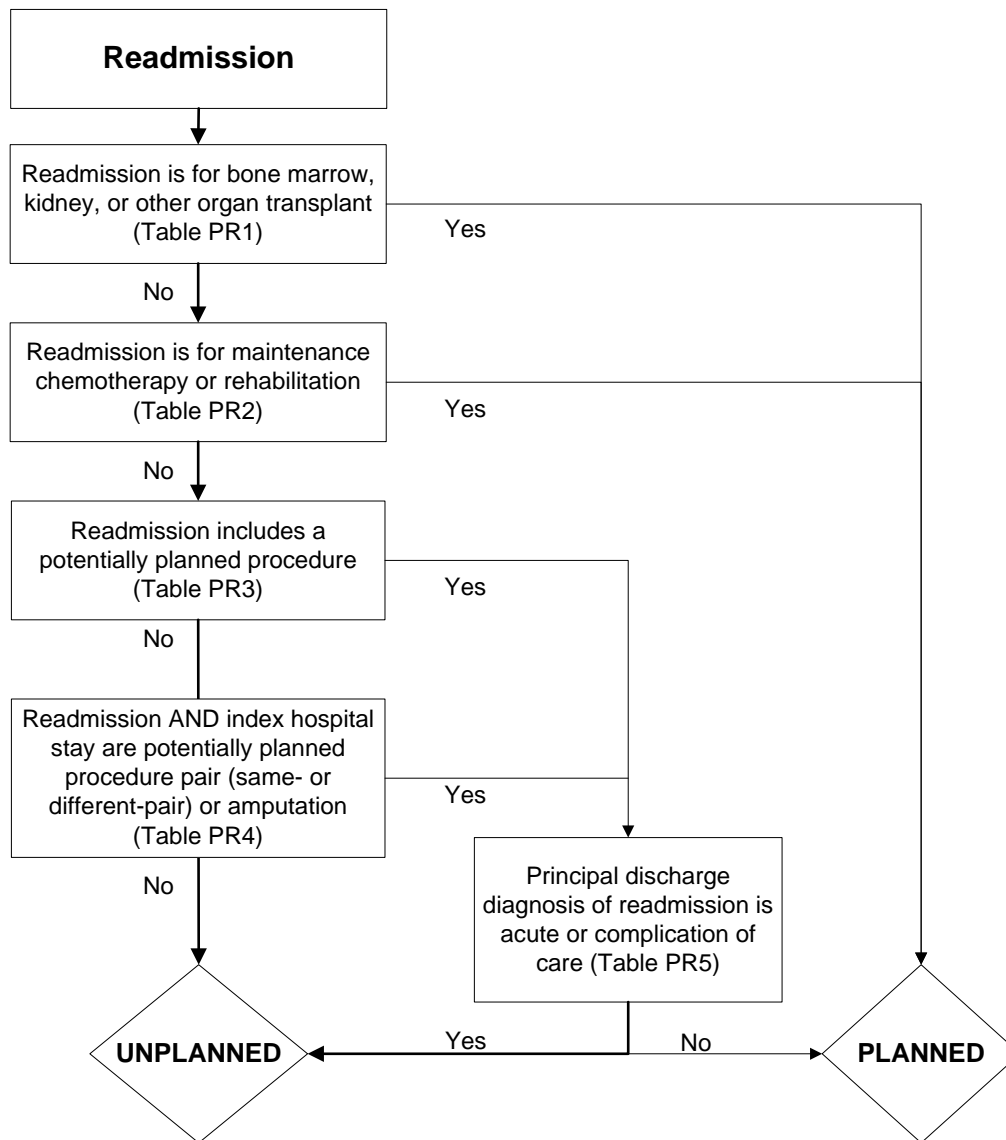 Readmission
Readmission is for bone marrow,
kidney, or other organ transplant
(Table PR1)
Yes
No
Readmission is for maintenance
chemotherapy or rehabilitation
(Table PR2)
Yes
No
Readmission includes a
potentially planned procedure
(Table PR3)
Yes
No
Readmission AND index hospital
stay are potentially planned
procedure pair (same- or
different-pair) or amputation
(Table PR4)
Yes
No
Principal discharge
diagnosis of readmission is
acute or complication of
care (Table PR5)
UNPLANNED
Yes
No
PLANNED